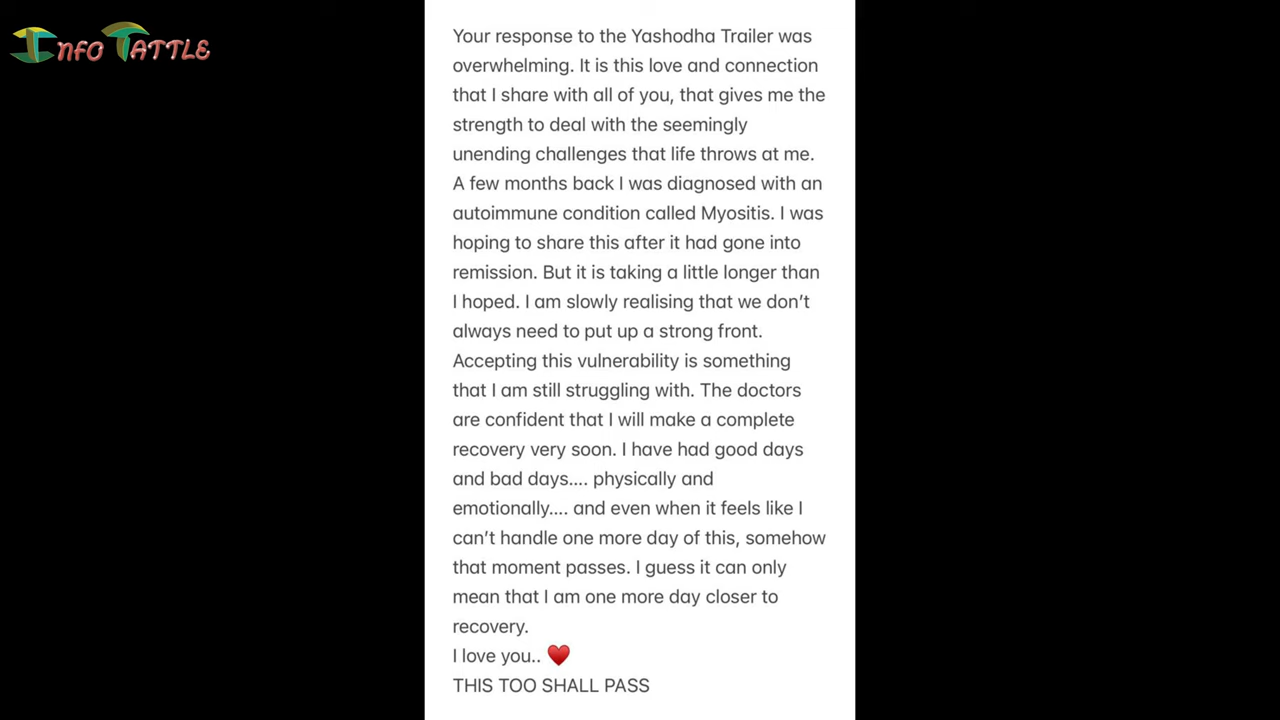 INFO TATTLE
Your response to the Yashodha Trailer was
overwhelming. It is this love and connection
that I share with all of you, that gives me the
strength to deal with the seemingly
unending challenges that life throws at me.
A few months back I was diagnosed with an
autoimmune condition called Myositis. I was
hoping to share this after it had gone into
remission. But it is taking a little longer than
I hoped. I am slowly realising that we don’t
always need to put up a strong front.
Accepting this vulnerability is something
that I am still struggling with. The doctors
are confident that I will make a complete
recovery very soon. I have had good days
and bad days.... physically and
emotionally.... and even when it feels like I
can’t handle one more day of this, somehow
that moment passes. I guess it can only
mean that I am one more day closer to
recovery.
I love you.. ♥
THIS TOO SHALL PASS